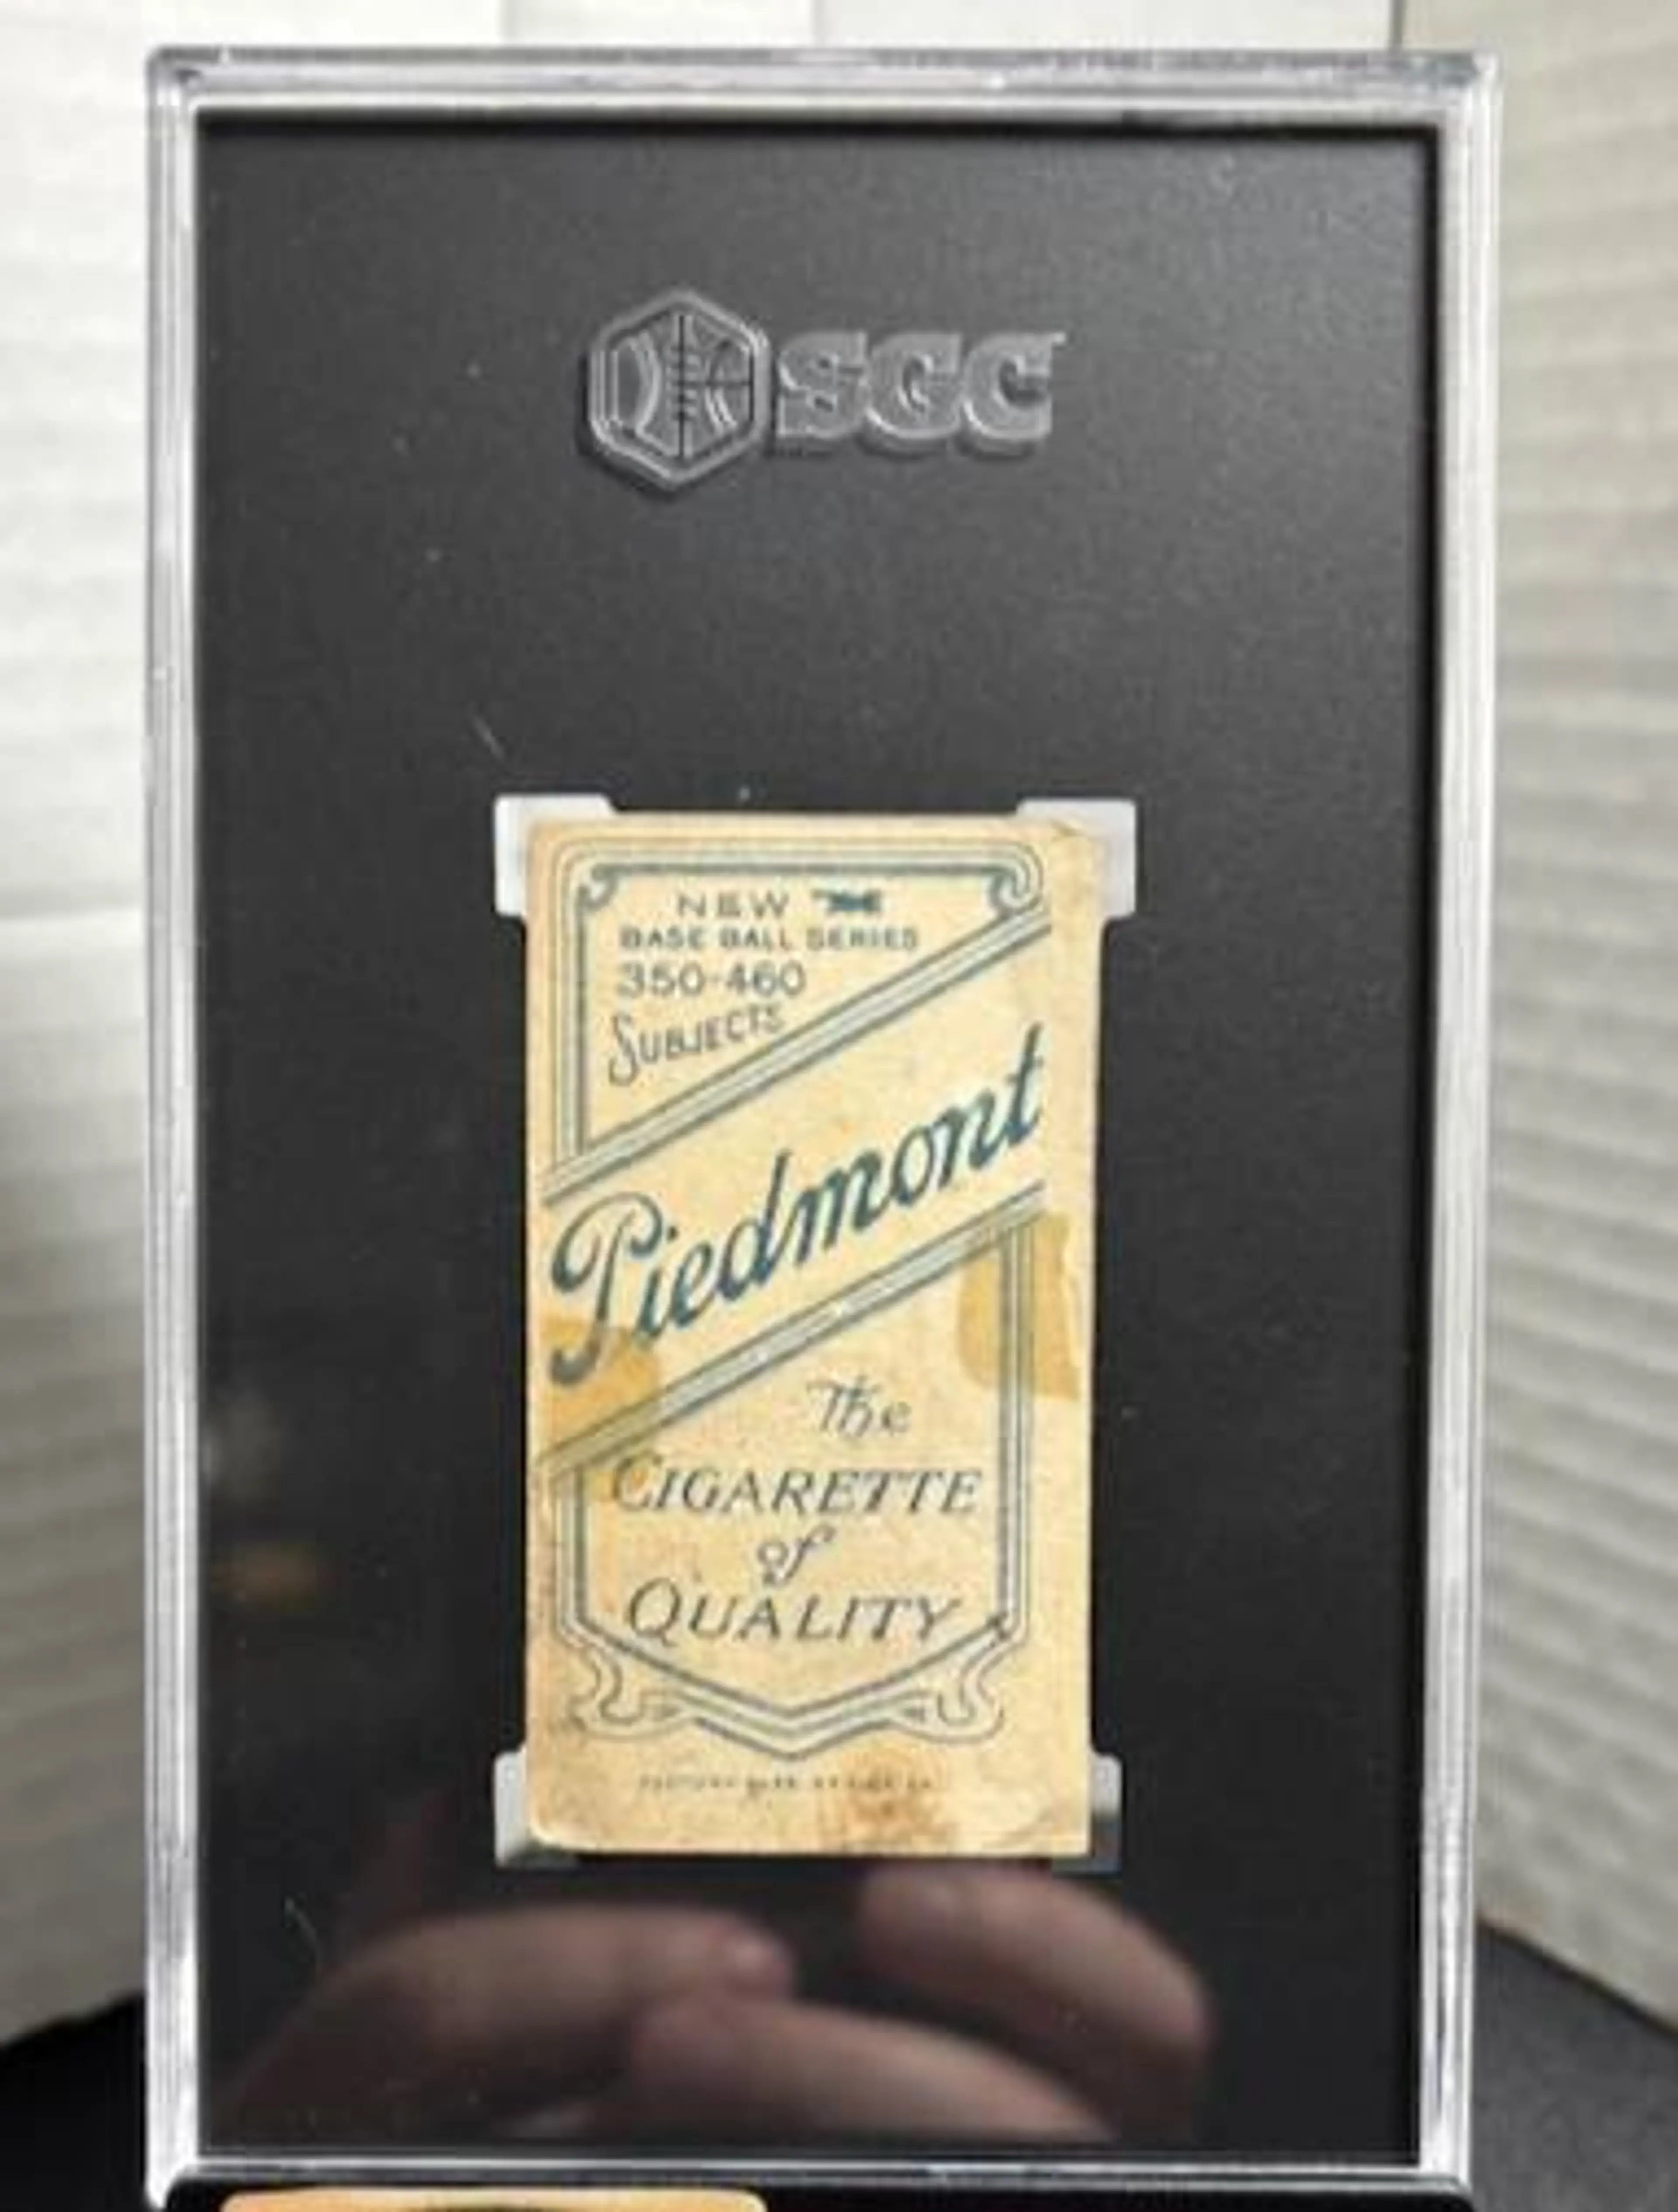 SGC
NEW
BASE BALL SERIES
350-460
SUBJECTS
Piedmont
The
CIGARETTE
of
QUALITY